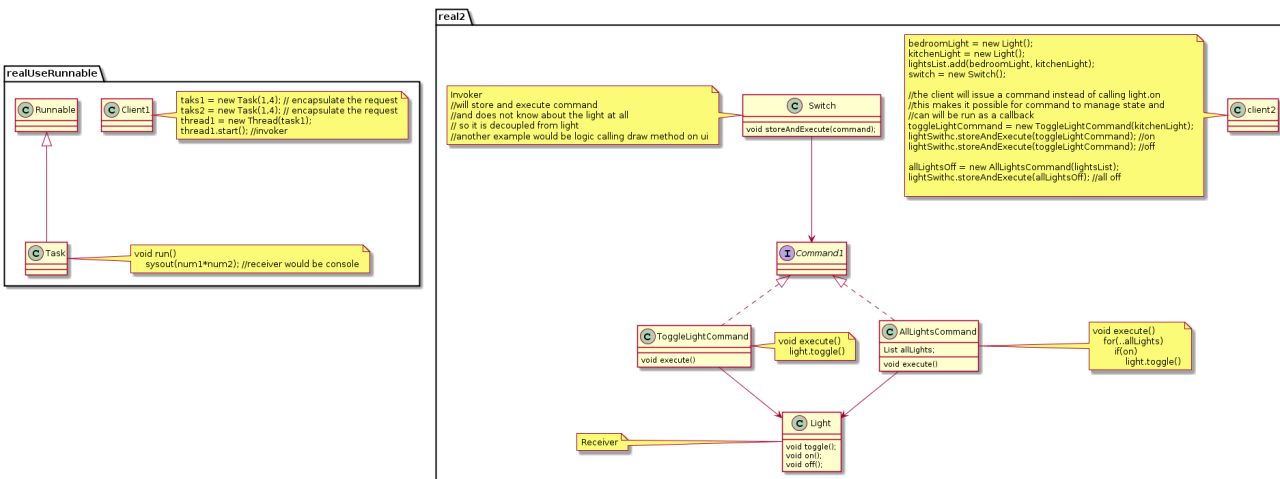 realUseRunnable
C Runnable
C Client1
taks1 = new Task(1,4); // encapsulate the request
taks2 = new Task(1,4); // encapsulate the request
thread1 = new Thread(task1);
thread1.start(); //invoker
C Task
void run()
sysout(num1*num2); //receiver would be console
real2
Invoker
//will store and execute command
//and does not know about the light at all
// so it is decoupled from light
//another example would be logic calling draw method on ui
C Switch
void storeAndExecute(command);
bedroomLight = new Light();
kitchenLight = new Light();
lightsList.add(bedroomLight, kitchenLight);
switch = new Switch();
//the client will issue a command instead of calling light.on
//this makes it possible for command to manage state and
//can will be run as a callback
toggleLightCommand = new ToggleLightCommand(kitchenLight);
lightSwithc.storeAndExecute(toggleLightCommand); //on
lightSwithc.storeAndExecute(toggleLightCommand); //off
allLightsOff = new AllLightsCommand(lightsList);
lightSwithc.storeAndExecute(allLightsOff); //all off
C client2
I Command1
C ToggleLightCommand
void execute()
void execute()
light.toggle()
C AllLightsCommand
List allLights;
void execute()
void execute()
for(..allLights)
if(on)
light.toggle()
Receiver
C Light
void toggle();
void on();
void off();